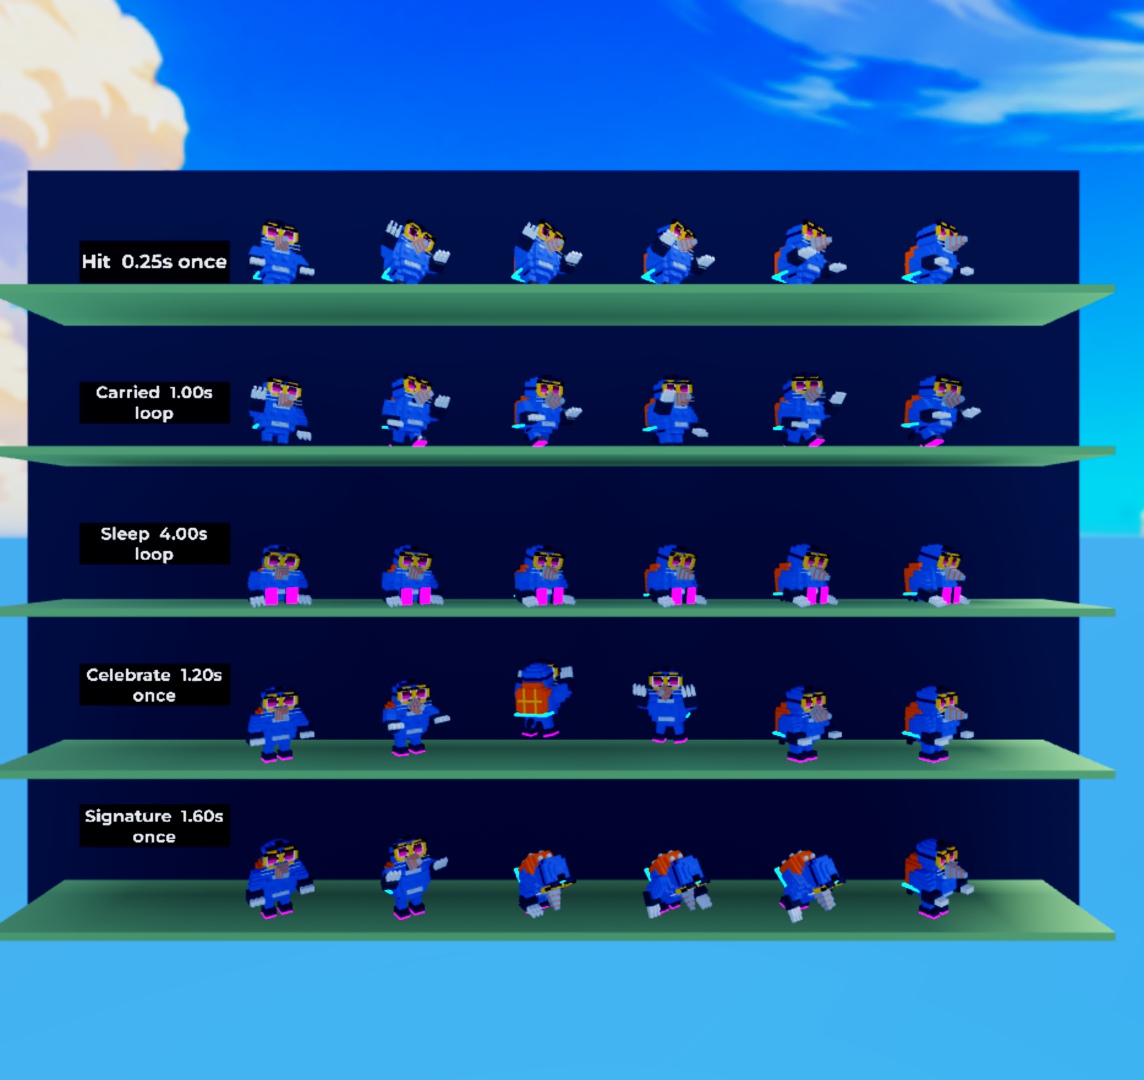 Hit 0.25s once
Carried 1.00s
loop
Sleep 4.00s
loop
Celebrate 1.20s
once
Signature 1.60s
once